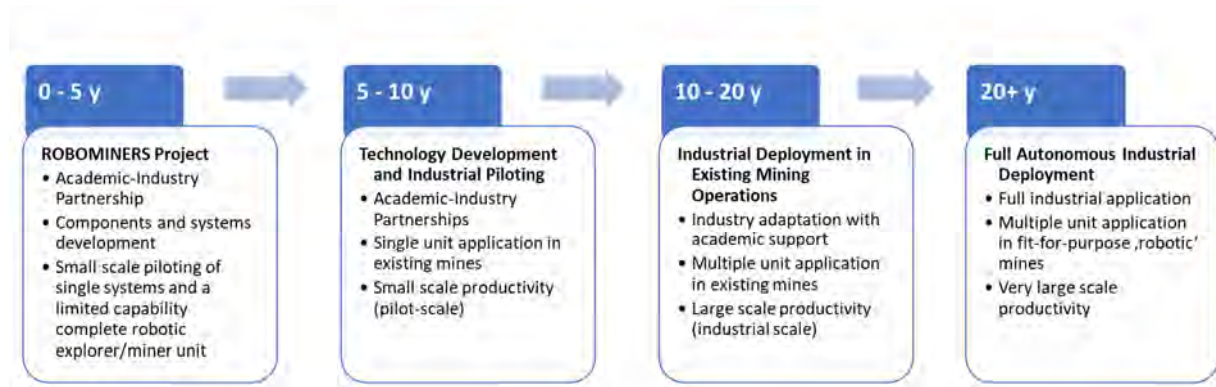 0 - 5 y
ROBOMINERS Project
• Academic-Industry
Partnership
• Components and systems
development
• Small scale piloting of
single systems and a
limited capability
complete robotic
explorer/miner unit
5 - 10 y
Technology Development
and Industrial Piloting
• Academic-Industry
Partnerships
• Single unit application in
existing mines
• Small scale productivity
(pilot-scale)
10 - 20 y
Industrial Deployment in
Existing Mining
Operations
• Industry adaptation with
academic support
• Multiple unit application
in existing mines
• Large scale productivity
(industrial scale)
20+ y
Full Autonomous Industrial
Deployment
• Full industrial application
• Multiple unit application
in fit-for-purpose ‚robotic‘
mines
• Very large scale
productivity